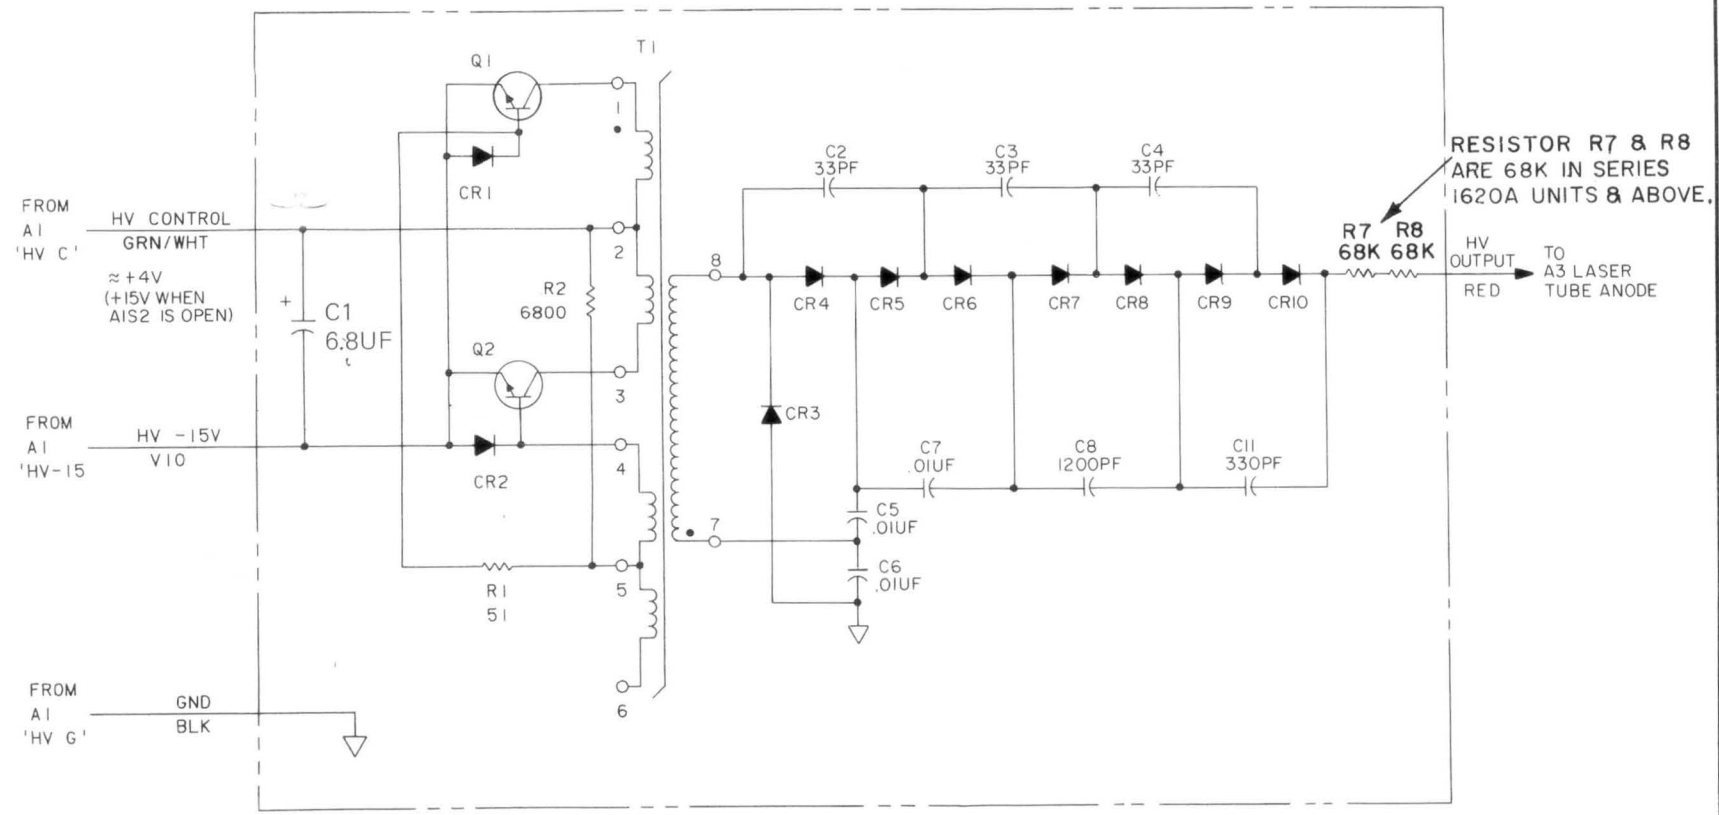 T1
Q1
1
CR1
FROM
A1
'HV C'
HV CONTROL
GRN/WHT
≈ +4V
(+15V WHEN
A1S2 IS OPEN)
+
C1
6.8UF
2
R2
6800
Q2
3
FROM
A1
'HV-15
HV -15V
VIO
CR2
4
R1
51
5
6
FROM
A1
'HV G'
GND
BLK
8
7
C2
33PF
C3
33PF
C4
33PF
CR4
CR5
CR6
CR7
CR8
CR9
CR10
CR3
C7
.01UF
C8
1200PF
C11
330PF
C5
.01UF
C6
.01UF
RESISTOR R7 & R8
ARE 68K IN SERIES
1620A UNITS & ABOVE.
R7 R8
68K 68K
HV
OUTPUT
RED
TO
A3 LASER
TUBE ANODE